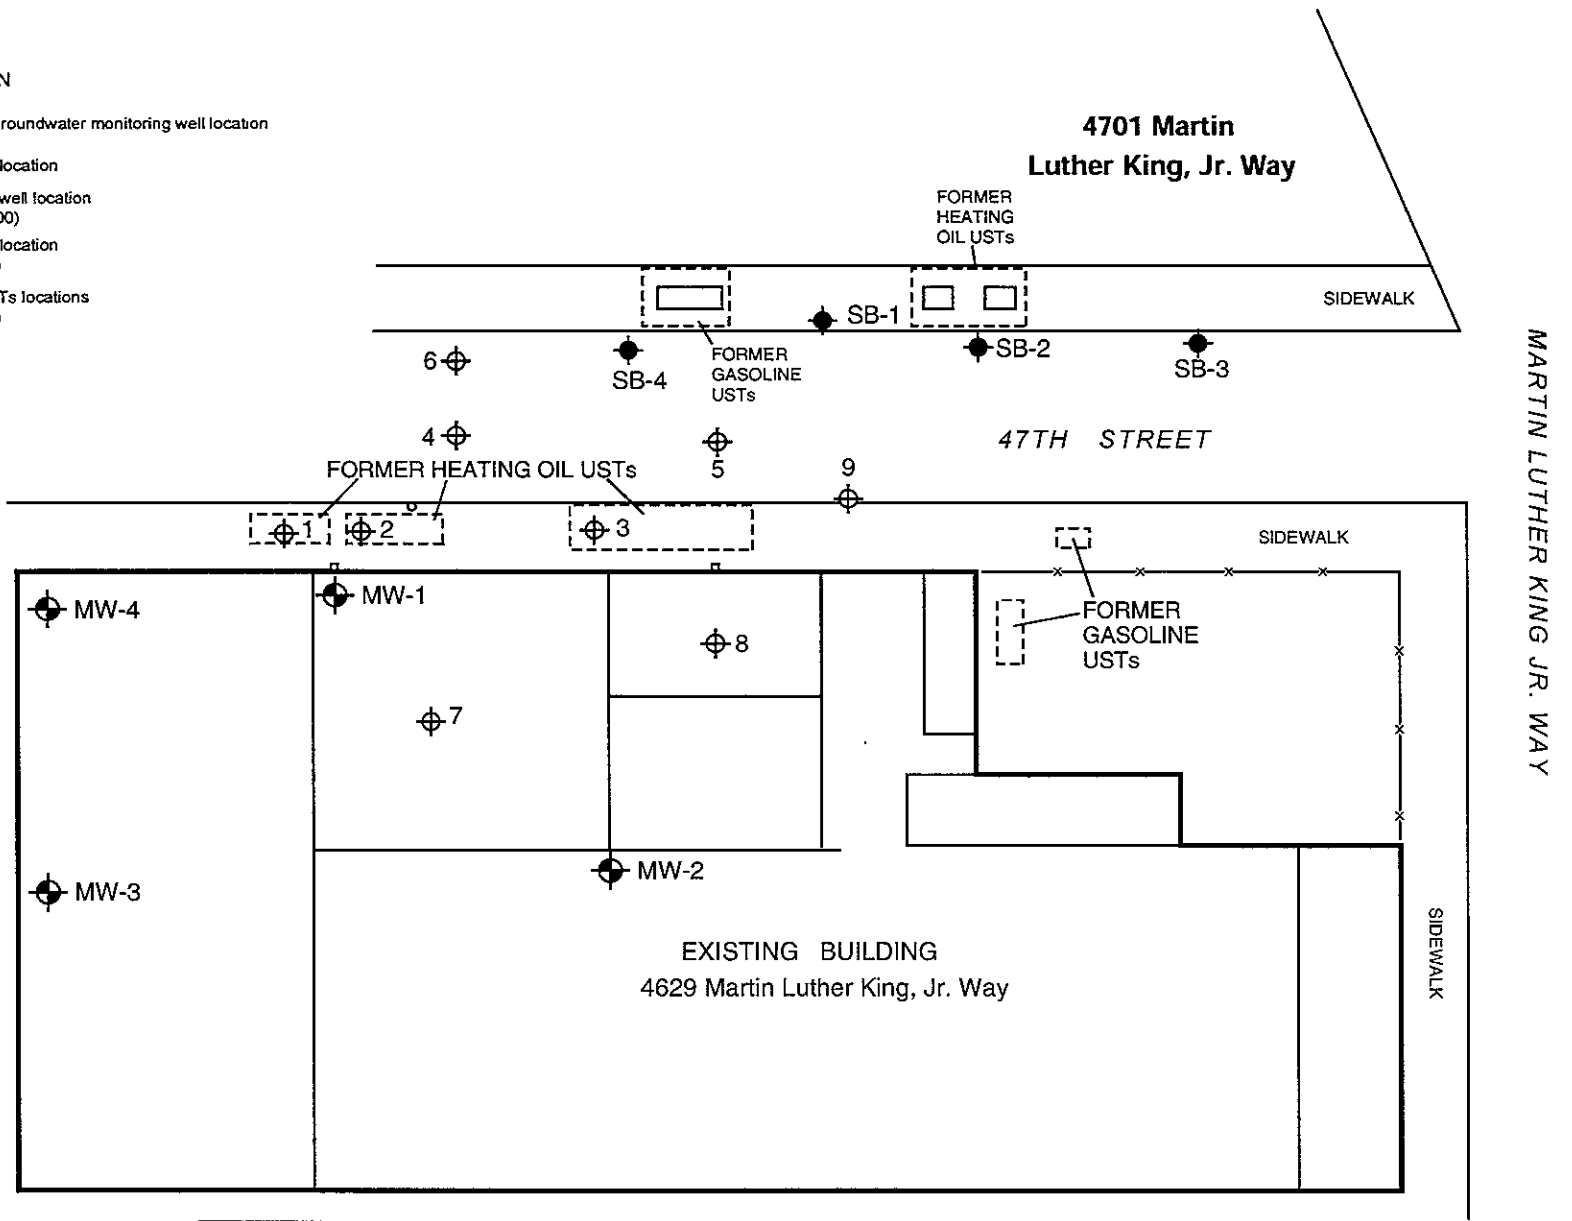 N
roundwater monitoring well location
location
well location
00)
location
Ts locations
4701 Martin
Luther King, Jr. Way
FORMER
HEATING
OIL USTs
SIDEWALK
SB-1
SB-2
SB-3
SB-4
FORMER
GASOLINE
USTs
6
4
5
9
47TH STREET
FORMER HEATING OIL USTs
1
2
3
SIDEWALK
MW-4
MW-1
8
7
FORMER
GASOLINE
USTs
MW-3
MW-2
EXISTING BUILDING
4629 Martin Luther King, Jr. Way
SIDEWALK
MARTIN LUTHER KING JR. WAY